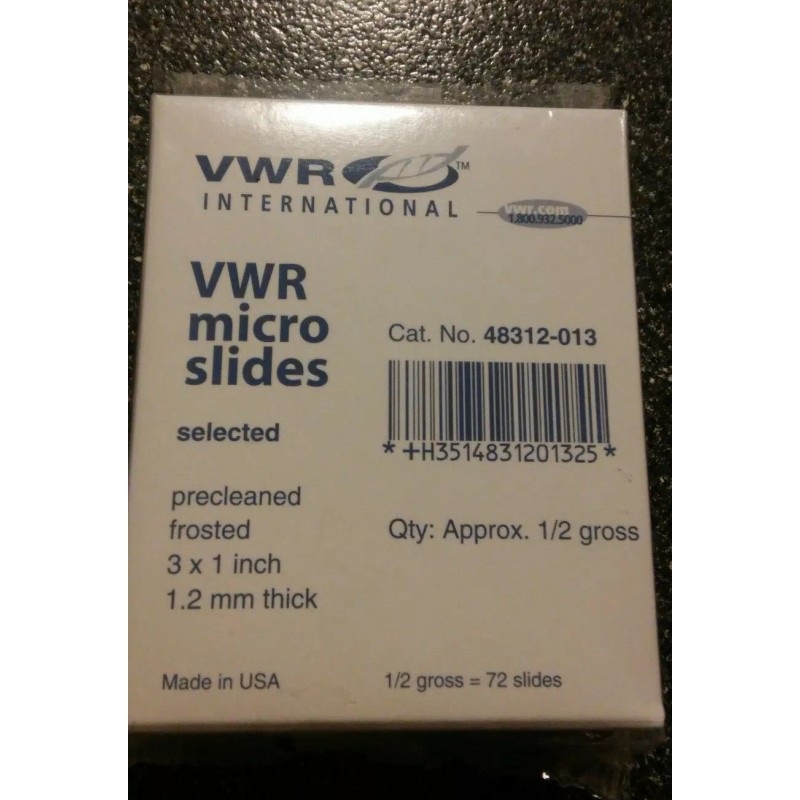 VWR™
INTERNATIONAL
vwr.com
1.800.932.5000
VWR
micro
slides
selected
precleaned
frosted
3 x 1 inch
1.2 mm thick
Made in USA
Cat. No. 48312-013
*+H3514831201325*
Qty: Approx. 1/2 gross
1/2 gross = 72 slides